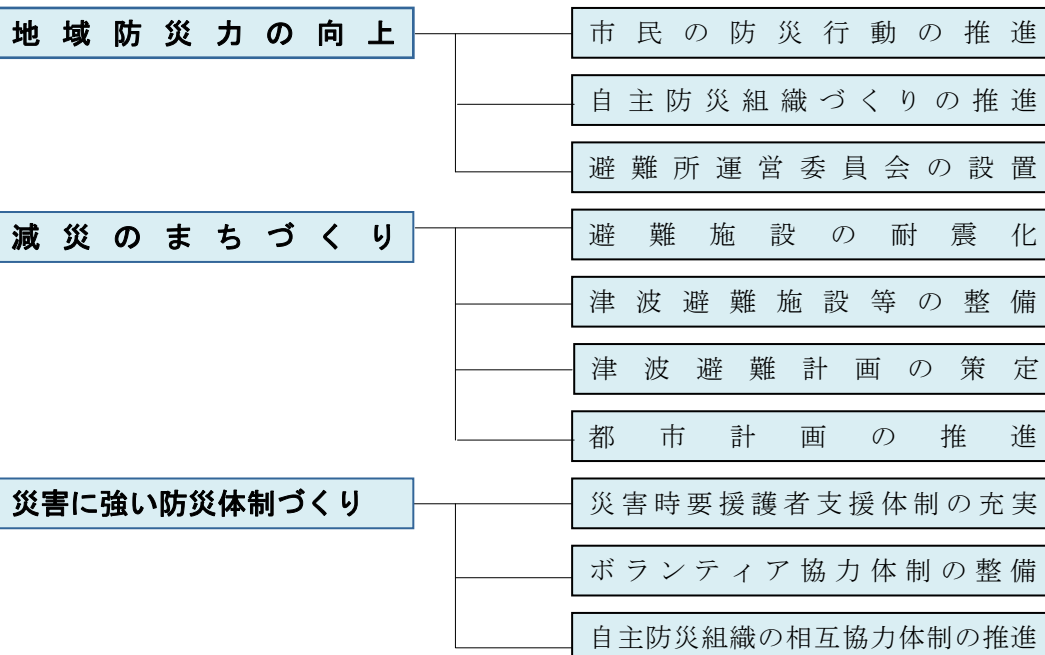 地域防災力の向上
市民の防災行動の推進
自主防災組織づくりの推進
避難所運営委員会の設置
減災のまちづくり
避難施設の耐震化
津波避難施設等の整備
津波避難計画の策定
都市計画の推進
災害に強い防災体制づくり
災害時要援護者支援体制の充実
ボランティア協力体制の整備
自主防災組織の相互協力体制の推進